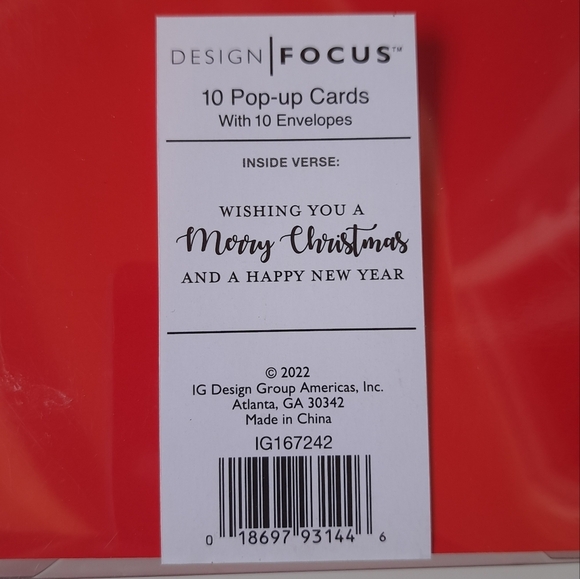 DESIGN|FOCUS™
10 Pop-up Cards
With 10 Envelopes
INSIDE VERSE:
WISHING YOU A
Merry Christmas
AND A HAPPY NEW YEAR
© 2022
IG Design Group Americas, Inc.
Atlanta, GA 30342
Made in China
IG167242
0 18697 93144 6